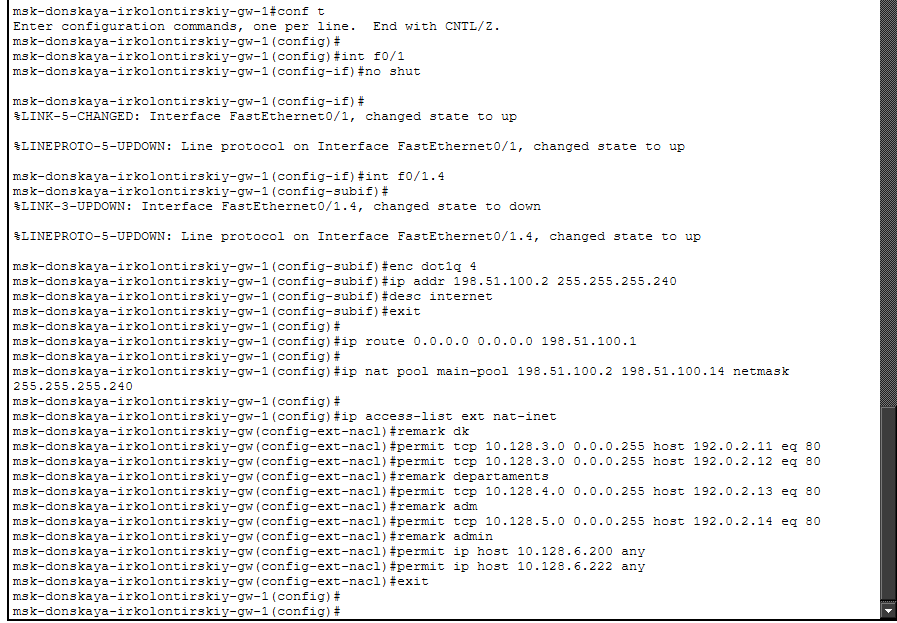 msk-donskaya-irkolontirskiy-gw-1#conf t
Enter configuration commands, one per line.  End with CNTL/Z.
msk-donskaya-irkolontirskiy-gw-1(config)#
msk-donskaya-irkolontirskiy-gw-1(config)#int f0/1
msk-donskaya-irkolontirskiy-gw-1(config-if)#no shut
msk-donskaya-irkolontirskiy-gw-1(config-if)#
%LINK-5-CHANGED: Interface FastEthernet0/1, changed state to up
%LINEPROTO-5-UPDOWN: Line protocol on Interface FastEthernet0/1, changed state to up
msk-donskaya-irkolontirskiy-gw-1(config-if)#int f0/1.4
msk-donskaya-irkolontirskiy-gw-1(config-subif)#
%LINK-3-UPDOWN: Interface FastEthernet0/1.4, changed state to down
%LINEPROTO-5-UPDOWN: Line protocol on Interface FastEthernet0/1.4, changed state to up
msk-donskaya-irkolontirskiy-gw-1(config-subif)#enc dot1q 4
msk-donskaya-irkolontirskiy-gw-1(config-subif)#ip addr 198.51.100.2 255.255.255.240
msk-donskaya-irkolontirskiy-gw-1(config-subif)#desc internet
msk-donskaya-irkolontirskiy-gw-1(config-subif)#exit
msk-donskaya-irkolontirskiy-gw-1(config)#
msk-donskaya-irkolontirskiy-gw-1(config)#ip route 0.0.0.0 0.0.0.0 198.51.100.1
msk-donskaya-irkolontirskiy-gw-1(config)#
msk-donskaya-irkolontirskiy-gw-1(config)#ip nat pool main-pool 198.51.100.2 198.51.100.14 netmask
255.255.255.240
msk-donskaya-irkolontirskiy-gw-1(config)#
msk-donskaya-irkolontirskiy-gw-1(config)#ip access-list ext nat-inet
msk-donskaya-irkolontirskiy-gw(config-ext-nacl)#remark dk
msk-donskaya-irkolontirskiy-gw(config-ext-nacl)#permit tcp 10.128.3.0 0.0.0.255 host 192.0.2.11 eq 80
msk-donskaya-irkolontirskiy-gw(config-ext-nacl)#permit tcp 10.128.3.0 0.0.0.255 host 192.0.2.12 eq 80
msk-donskaya-irkolontirskiy-gw(config-ext-nacl)#remark departaments
msk-donskaya-irkolontirskiy-gw(config-ext-nacl)#permit tcp 10.128.4.0 0.0.0.255 host 192.0.2.13 eq 80
msk-donskaya-irkolontirskiy-gw(config-ext-nacl)#remark adm
msk-donskaya-irkolontirskiy-gw(config-ext-nacl)#permit tcp 10.128.5.0 0.0.0.255 host 192.0.2.14 eq 80
msk-donskaya-irkolontirskiy-gw(config-ext-nacl)#remark admin
msk-donskaya-irkolontirskiy-gw(config-ext-nacl)#permit ip host 10.128.6.200 any
msk-donskaya-irkolontirskiy-gw(config-ext-nacl)#permit ip host 10.128.6.222 any
msk-donskaya-irkolontirskiy-gw(config-ext-nacl)#exit
msk-donskaya-irkolontirskiy-gw-1(config)#
msk-donskaya-irkolontirskiy-gw-1(config)#